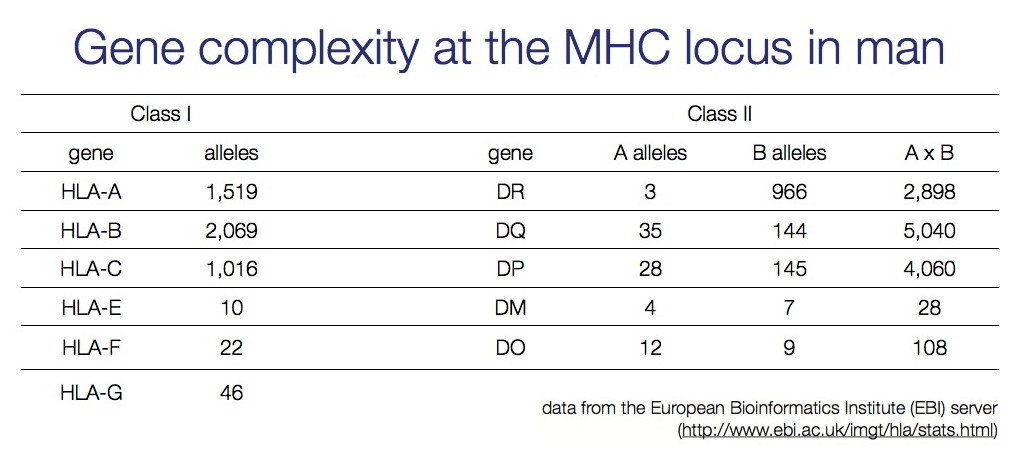 Gene complexity at the MHC locus in man
Class I Class II
gene alleles gene A alleles B alleles A x B
HLA-A 1,519 DR 3 966 2,898
HLA-B 2,069 DQ 35 144 5,040
HLA-C 1,016 DP 28 145 4,060
HLA-E 10 DM 4 7 28
HLA-F 22 DO 12 9 108
HLA-G 46
data from the European Bioinformatics Institute (EBI) server
(http://www.ebi.ac.uk/imgt/hla/stats.html)